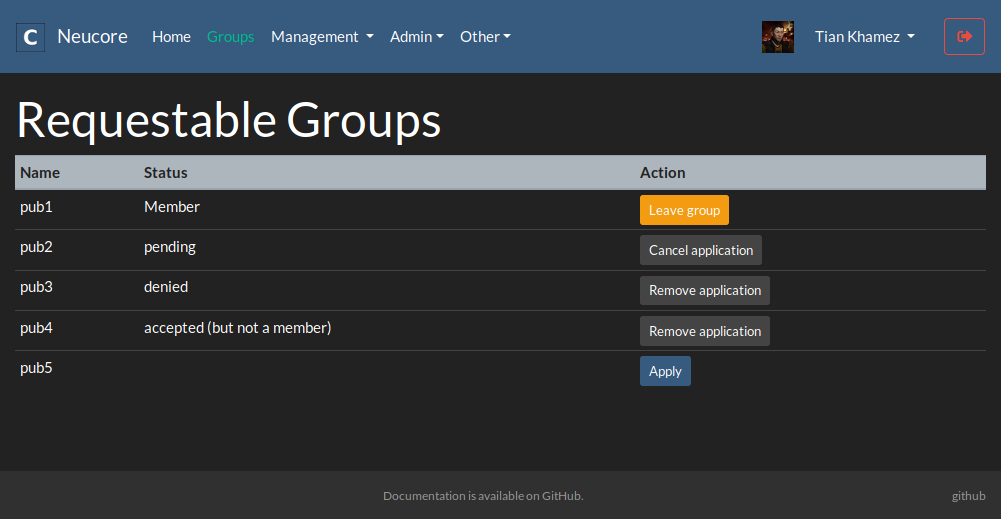 C Neucore Home Groups Management Admin Other Tian Khamez
Requestable Groups
Name Status Action
pub1 Member Leave group
pub2 pending Cancel application
pub3 denied Remove application
pub4 accepted (but not a member) Remove application
pub5 Apply
Documentation is available on GitHub. github